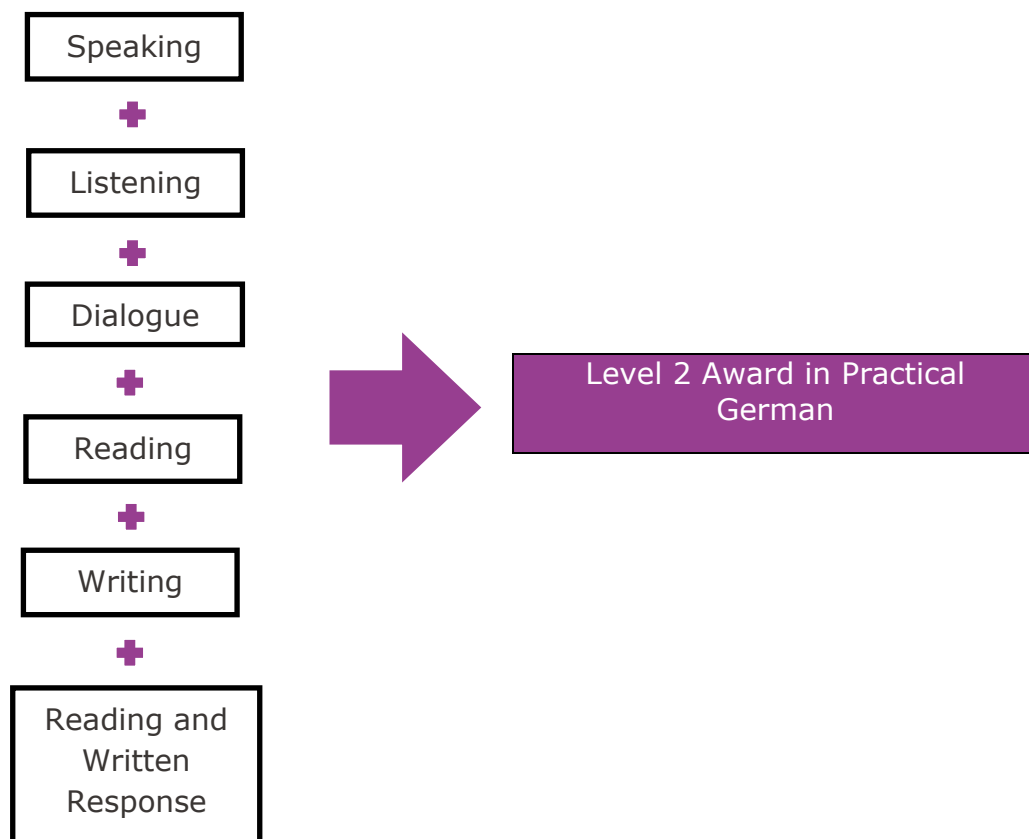 Speaking
Listening
Dialogue
Reading
Writing
Reading and
Written
Response
Level 2 Award in Practical
German